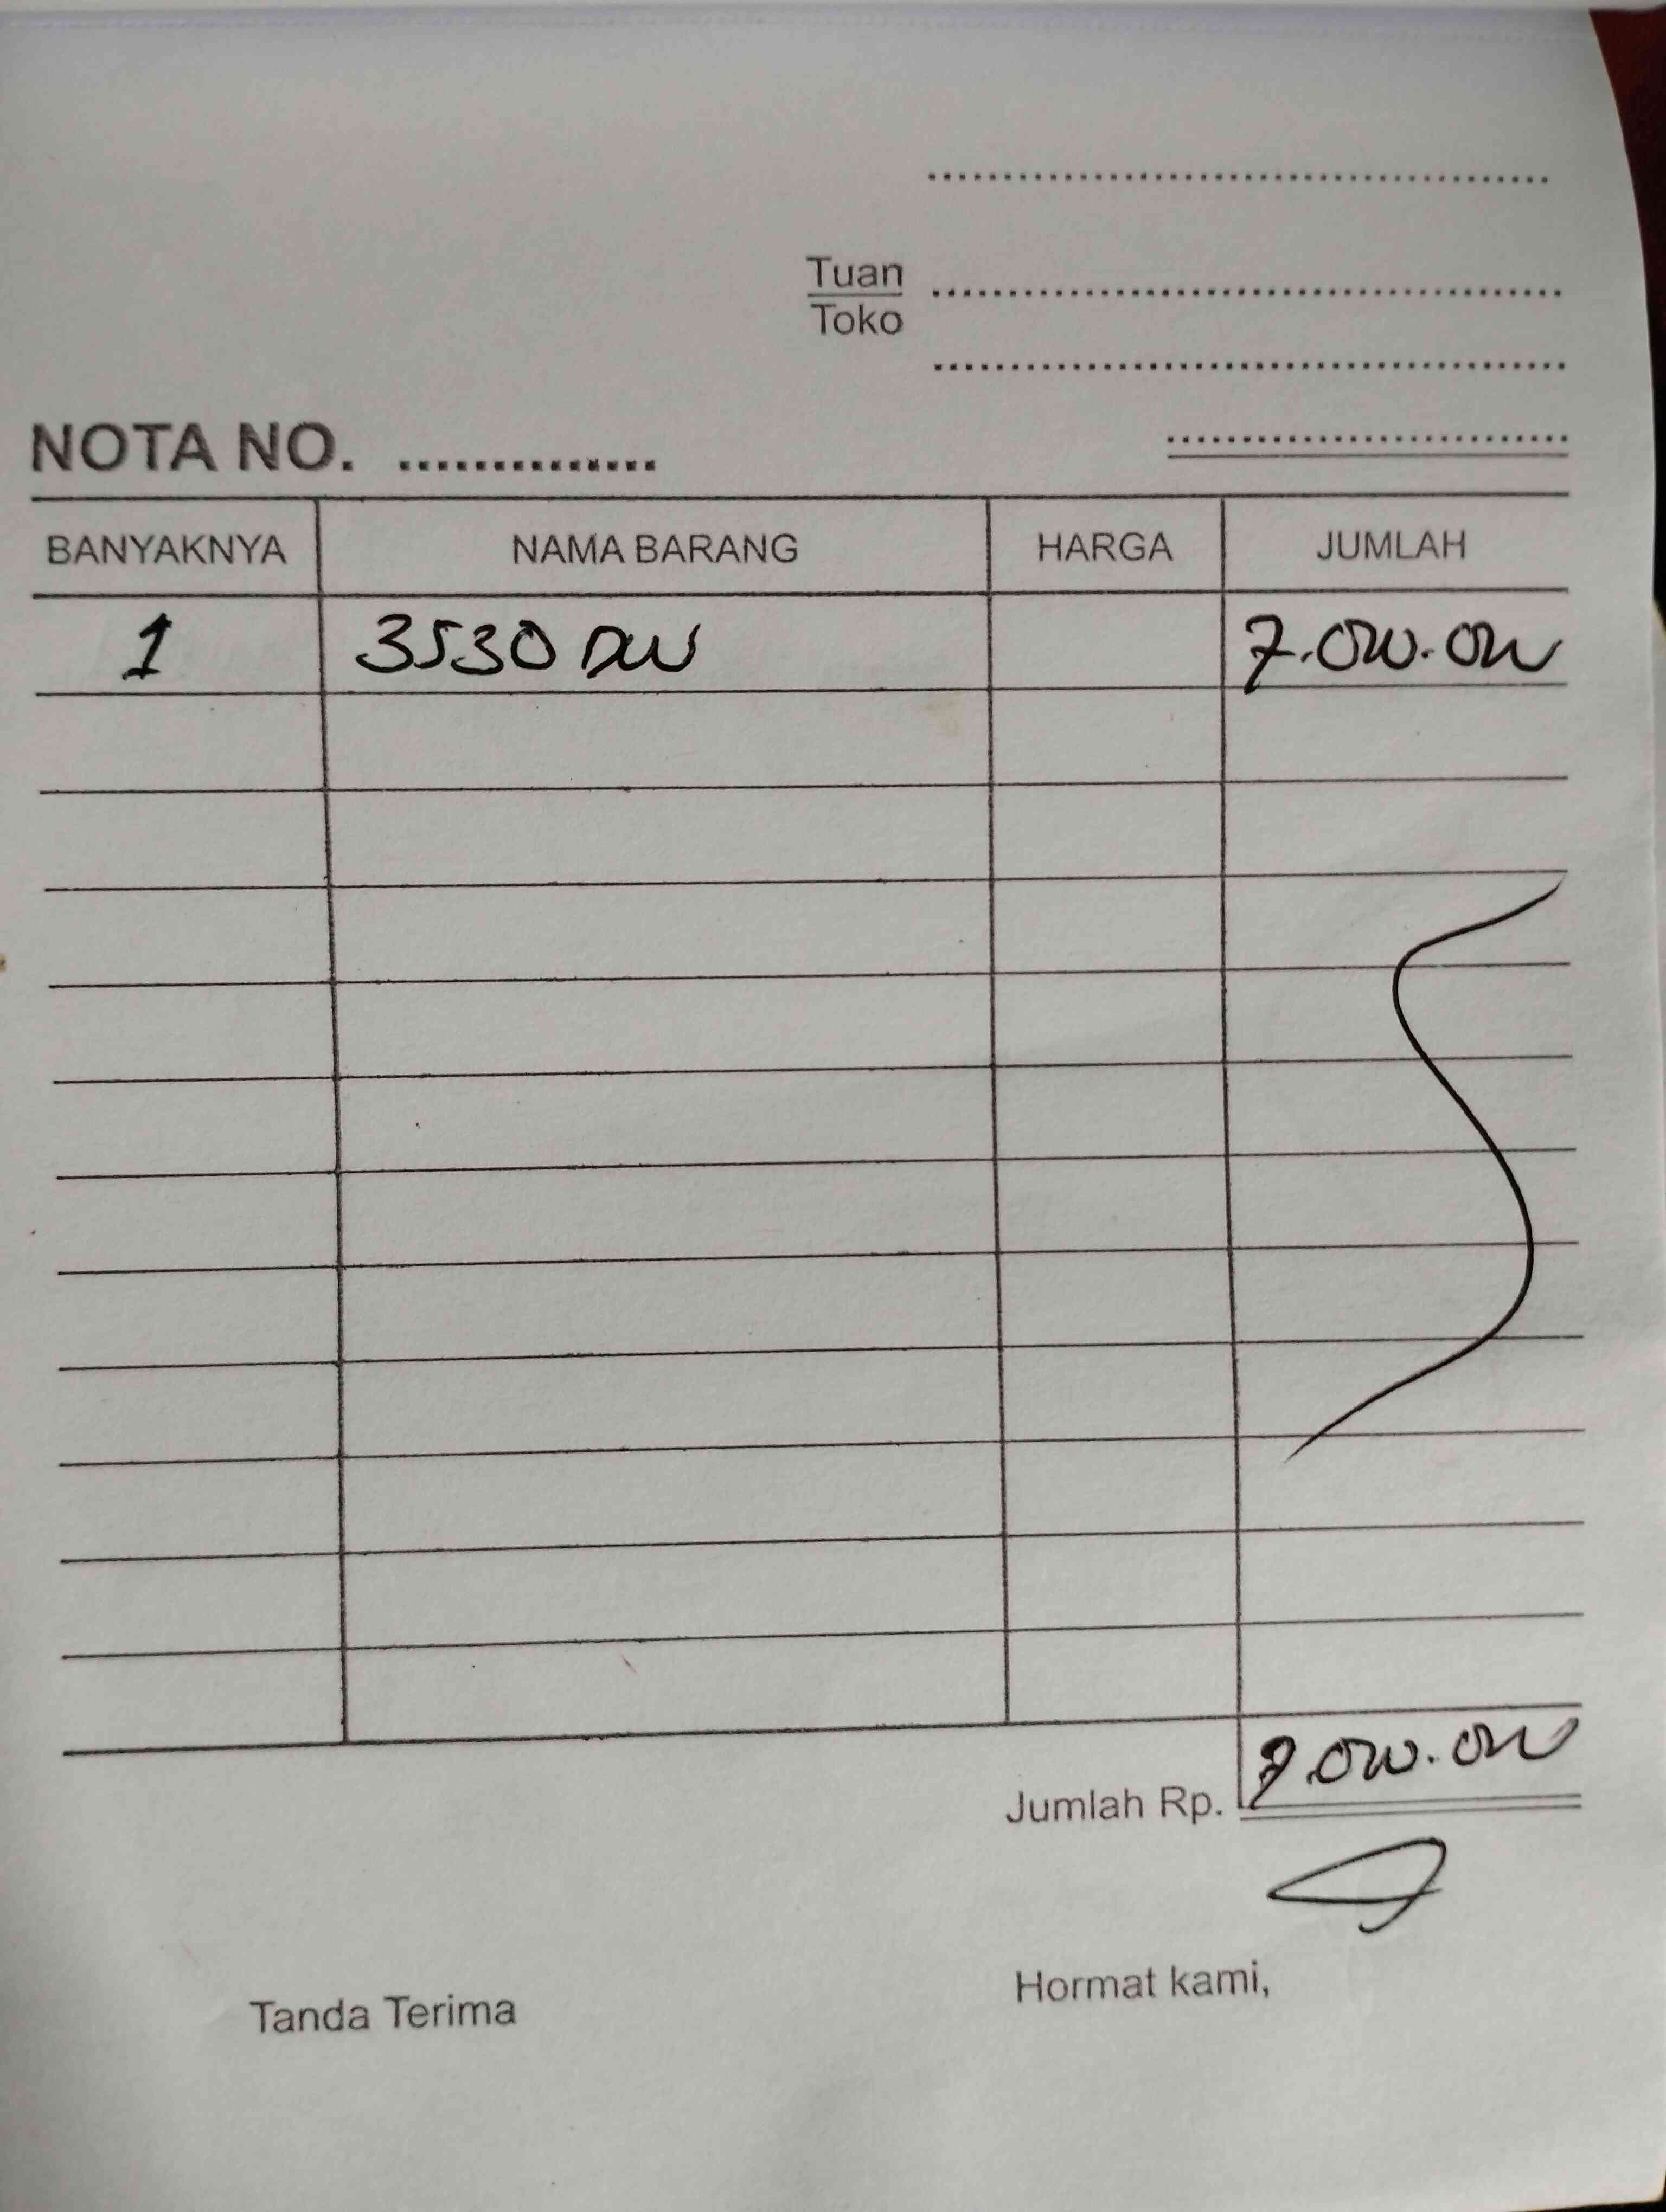 Tuan
Toko
NOTA NO. ..............
BANYAKNYA NAMA BARANG HARGA JUMLAH
1 3530 DW 7.000.000
Jumlah Rp. 7.000.000
Hormat kami,
Tanda Terima